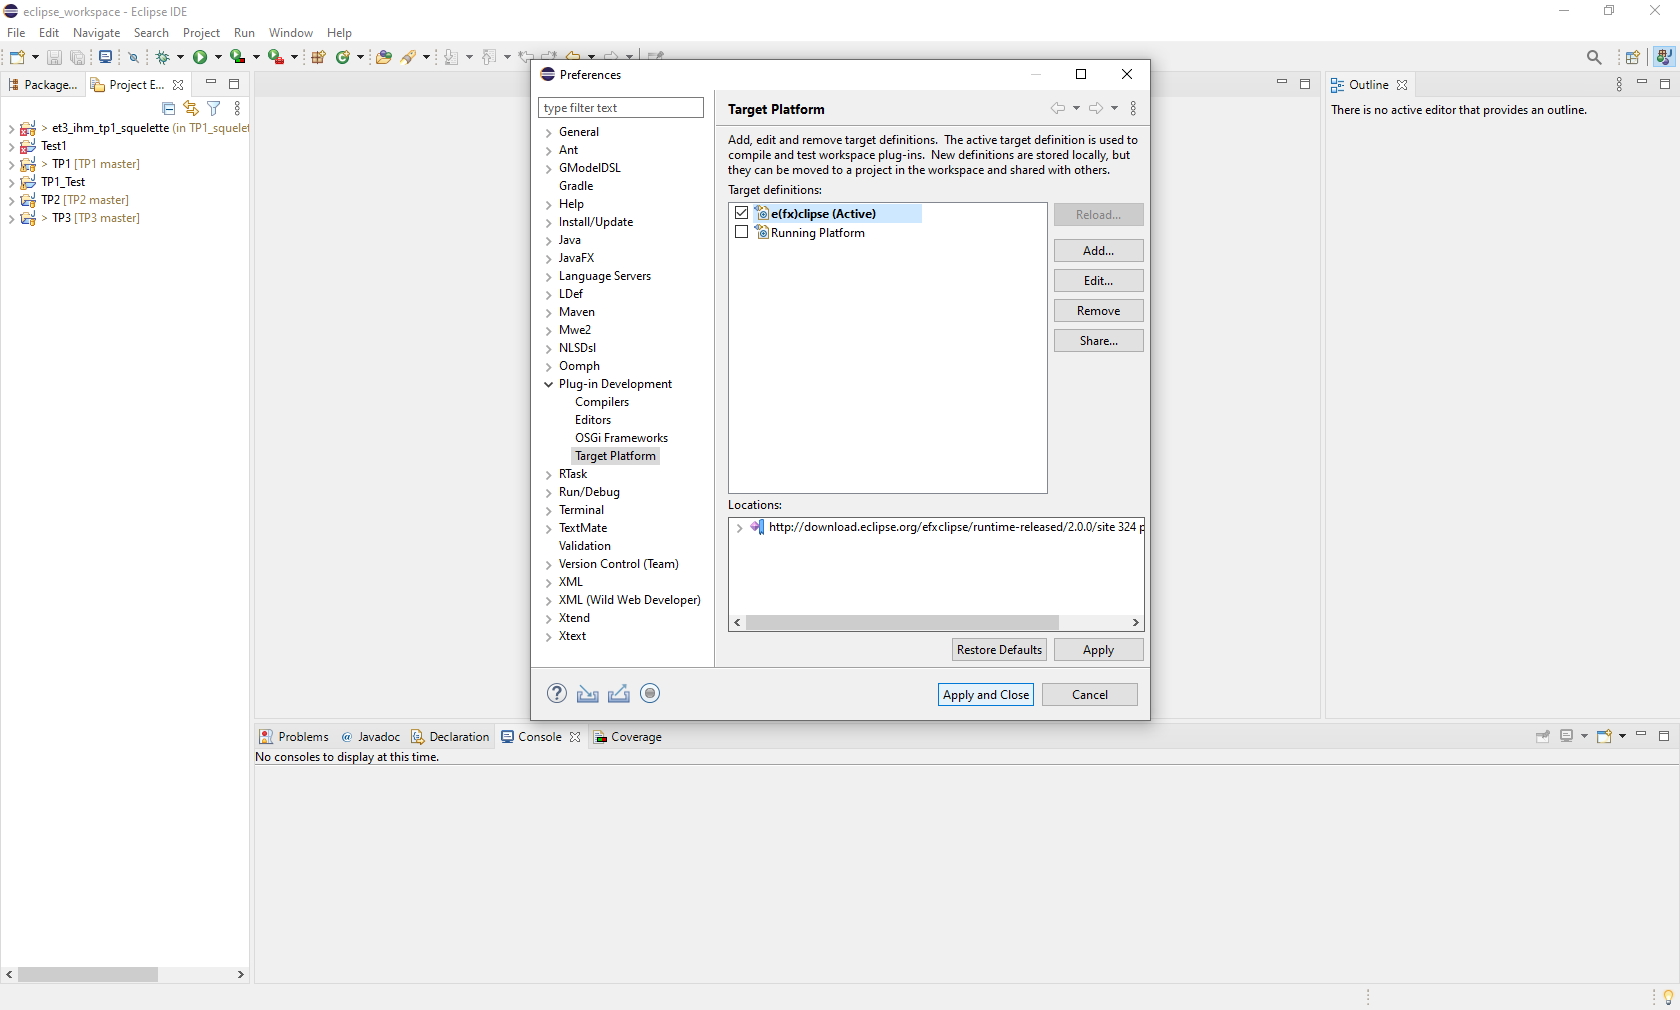 eclipse_workspace - Eclipse IDE
File Edit Navigate Search Project Run Window Help
Package... Project E...
> et3_ihm_tp1_squelette (in TP1_squelet
Test1
> TP1 [TP1 master]
TP1_Test
TP2 [TP2 master]
> TP3 [TP3 master]
Preferences
type filter text
General
Ant
GModelDSL
Gradle
Help
Install/Update
Java
JavaFX
Language Servers
LDef
Maven
Mwe2
NLSDsl
Oomph
Plug-in Development
Compilers
Editors
OSGi Frameworks
Target Platform
RTask
Run/Debug
Terminal
TextMate
Validation
Version Control (Team)
XML
XML (Wild Web Developer)
Xtend
Xtext
Target Platform
Add, edit and remove target definitions. The active target definition is used to
compile and test workspace plug-ins. New definitions are stored locally, but
they can be moved to a project in the workspace and shared with others.
Target definitions:
e(fx)clipse (Active)
Running Platform
Reload...
Add...
Edit...
Remove
Share...
Locations:
http://download.eclipse.org/efxclipse/runtime-released/2.0.0/site 324 p
Restore Defaults Apply
Apply and Close Cancel
Outline
There is no active editor that provides an outline.
Problems @ Javadoc Declaration Console Coverage
No consoles to display at this time.